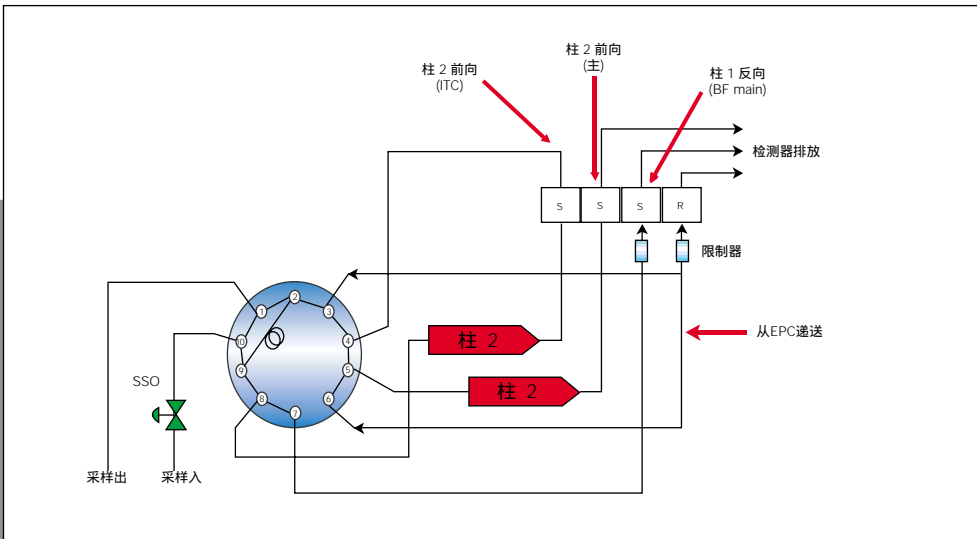 柱 2 前向
(主)
柱 2 前向
(ITC)
柱 1 反向
(BF main)
检测器排放
S
S
S
R
限制器
2
1
3
10
4
9
5
8
6
7
柱 2
从EPC递送
SSO
柱 2
采样出
采样入